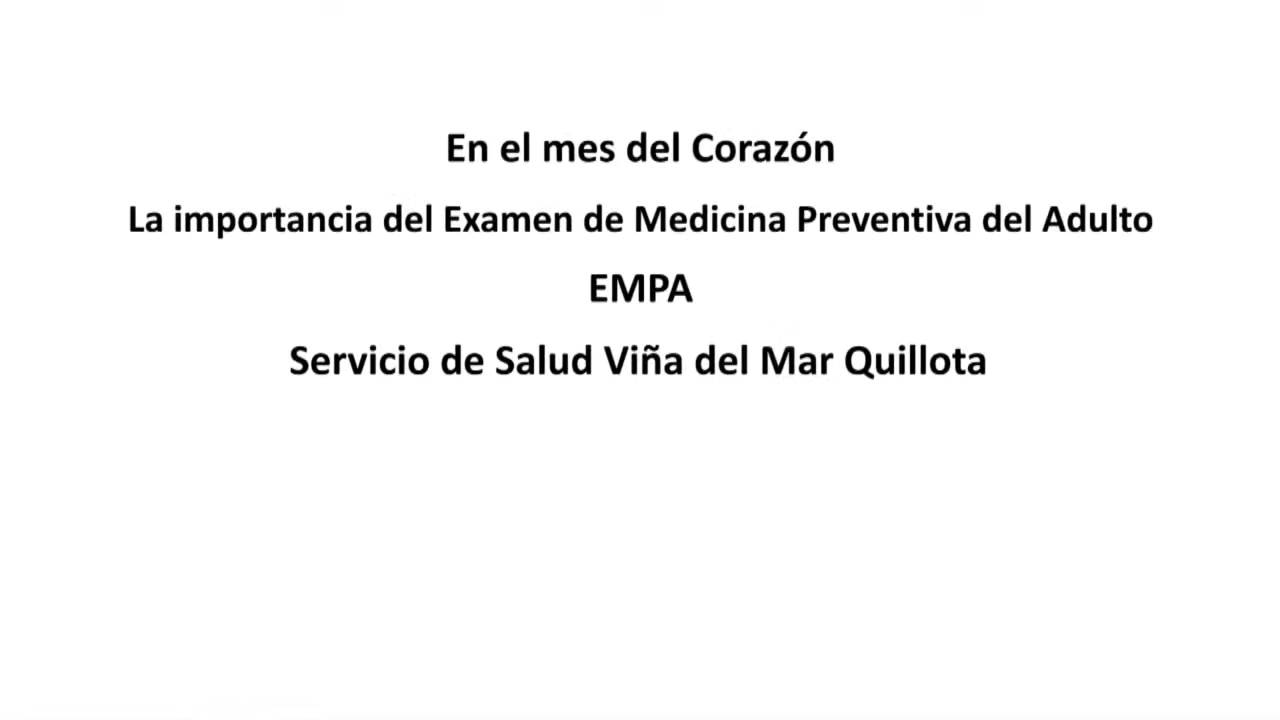 En el mes del Corazón
La importancia del Examen de Medicina Preventiva del Adulto
EMPA
Servicio de Salud Viña del Mar Quillota